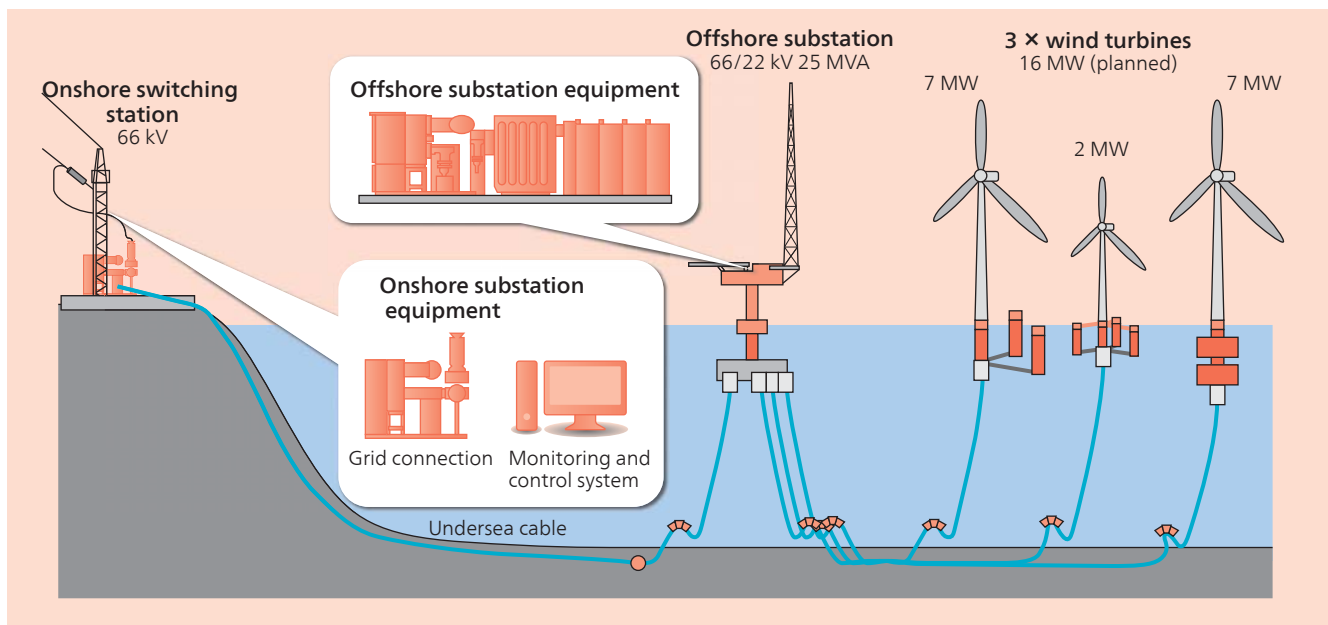 Onshore switching
station
66 kV
Offshore substation equipment
Offshore substation
66/22 kV 25 MVA
3 × wind turbines
16 MW (planned)
7 MW
2 MW
7 MW
Onshore substation
equipment
Grid connection
Monitoring and
control system
Undersea cable